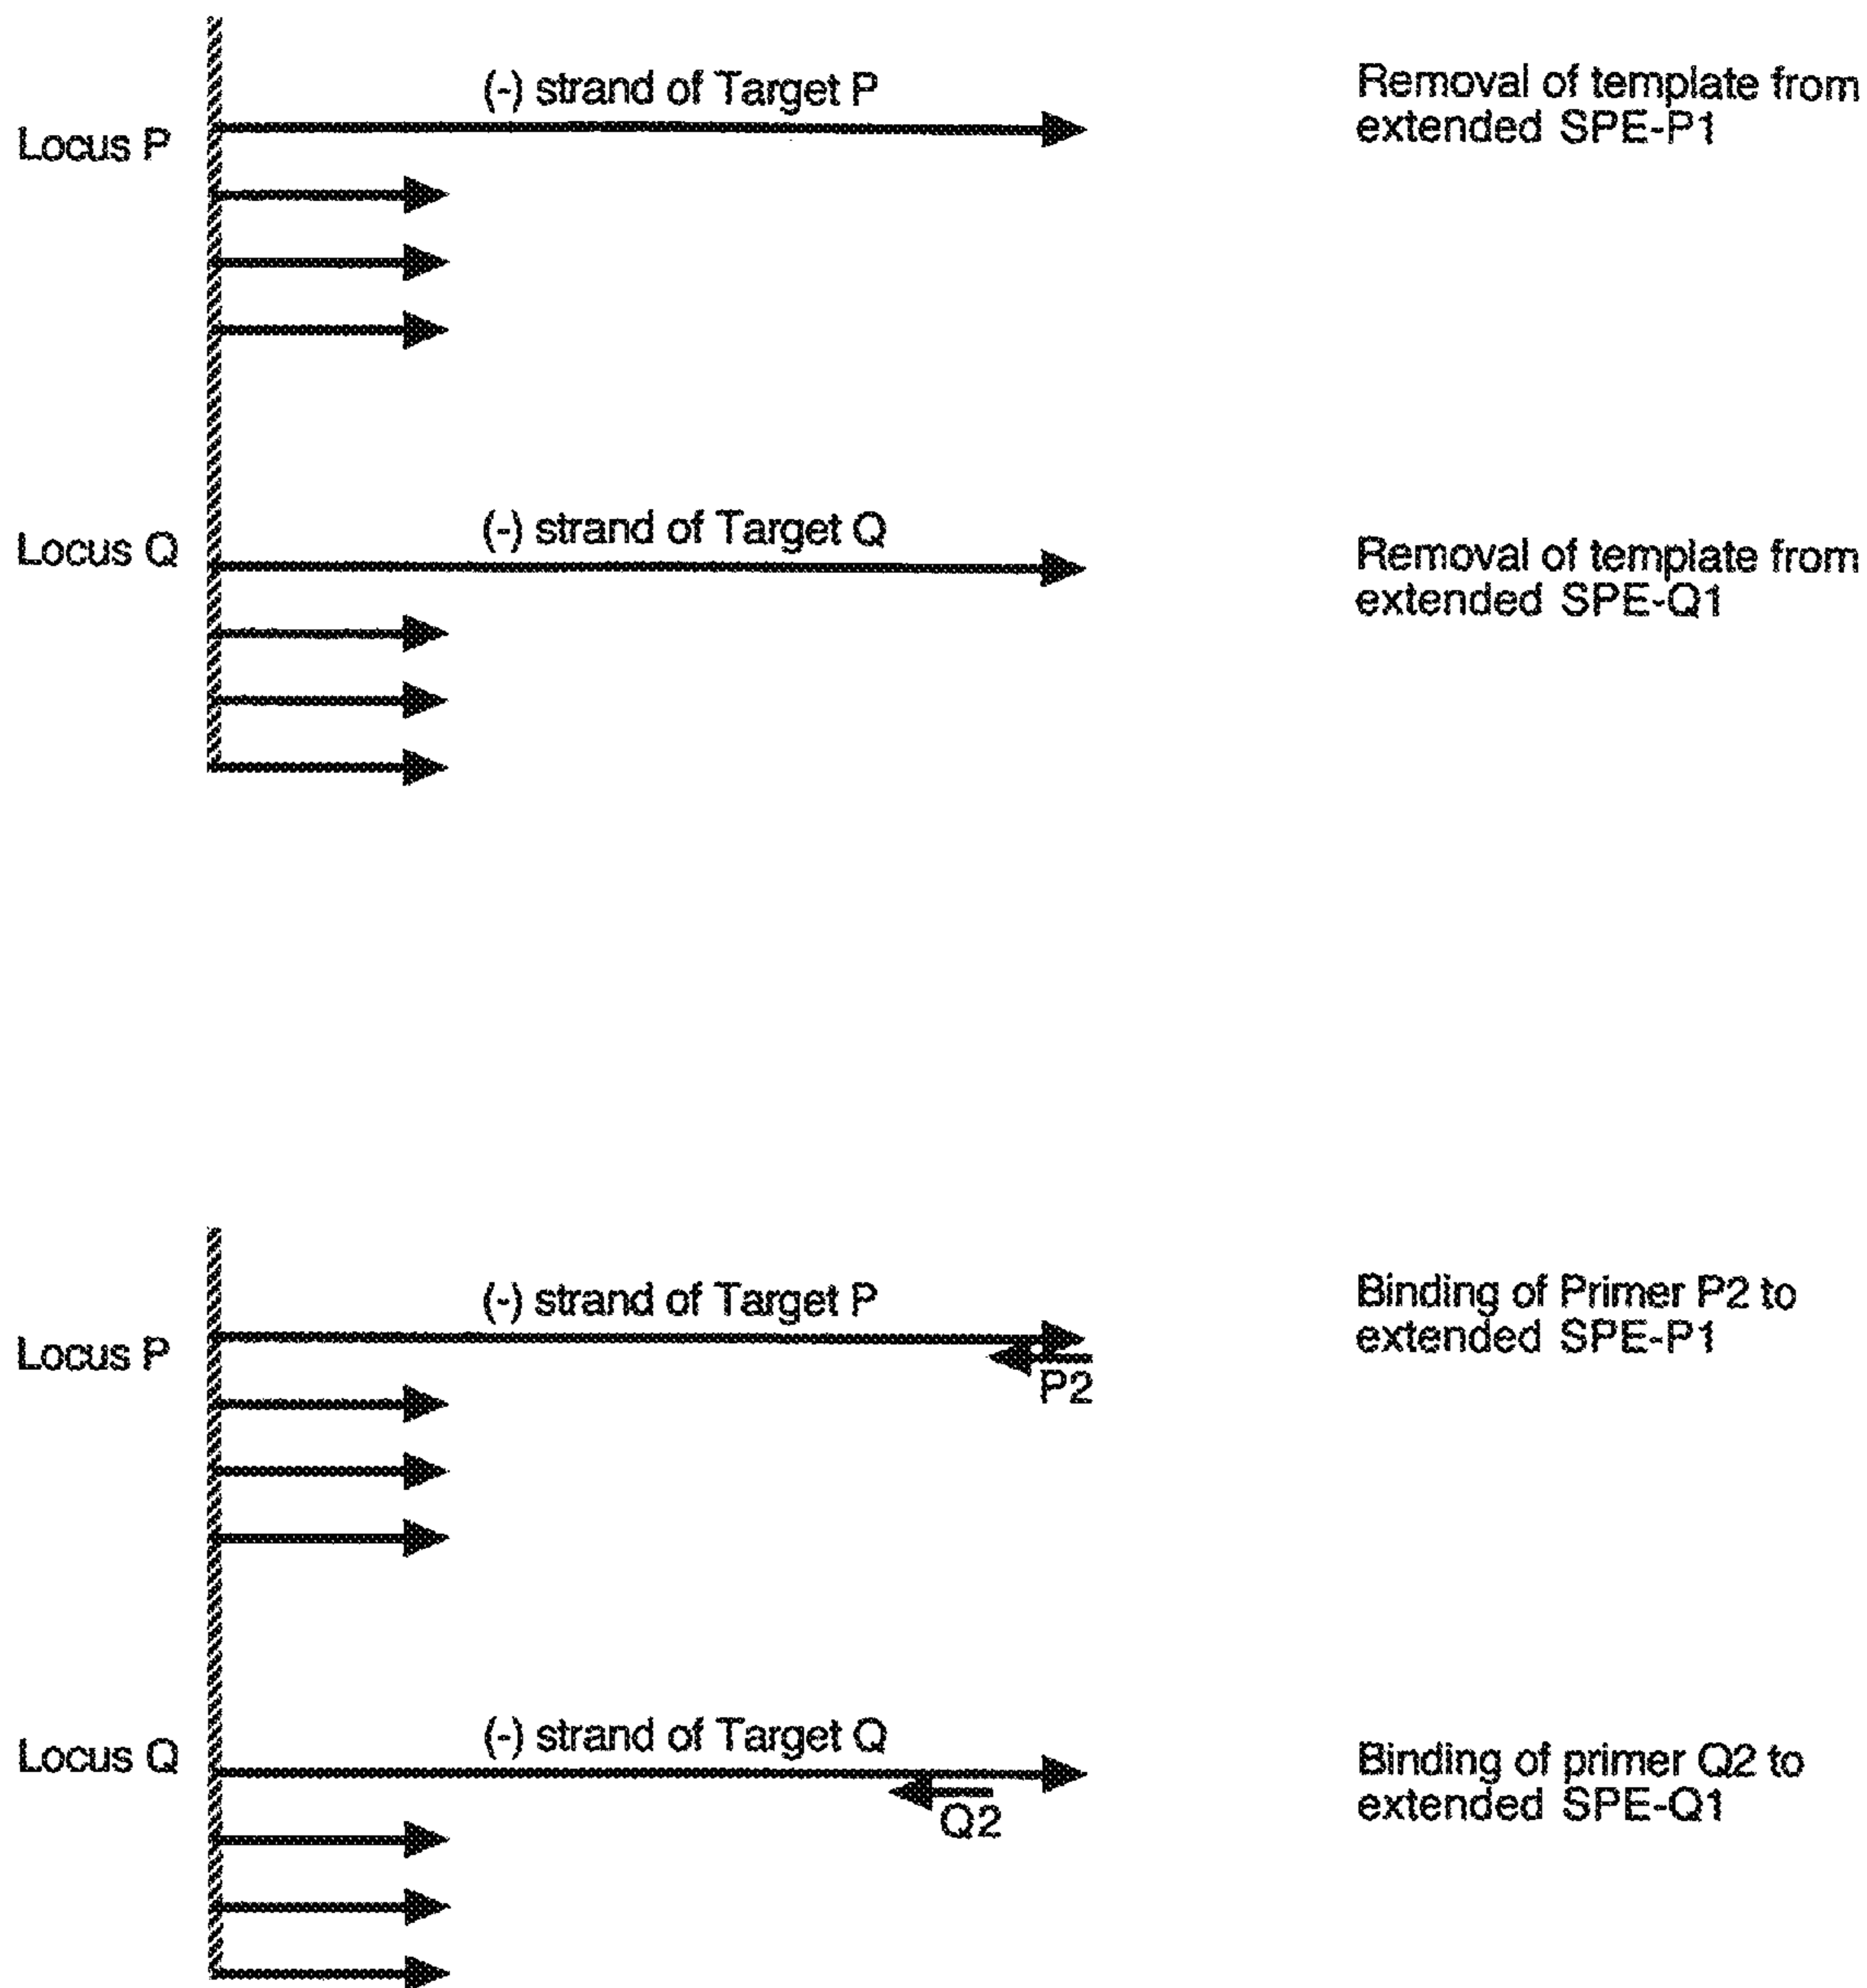 (-) strand of Target P
Removal of template from
extended SPE-P1
Locus P
(-) strand of Target Q
Locus Q
Removal of template from
extended SPE-Q1
(-) strand of Target P
Binding of Primer P2 to
extended SPE-P1
Locus P
P2
(-) strand of Target Q
Locus Q
Binding of primer Q2 to
extended SPE-Q1
Q2